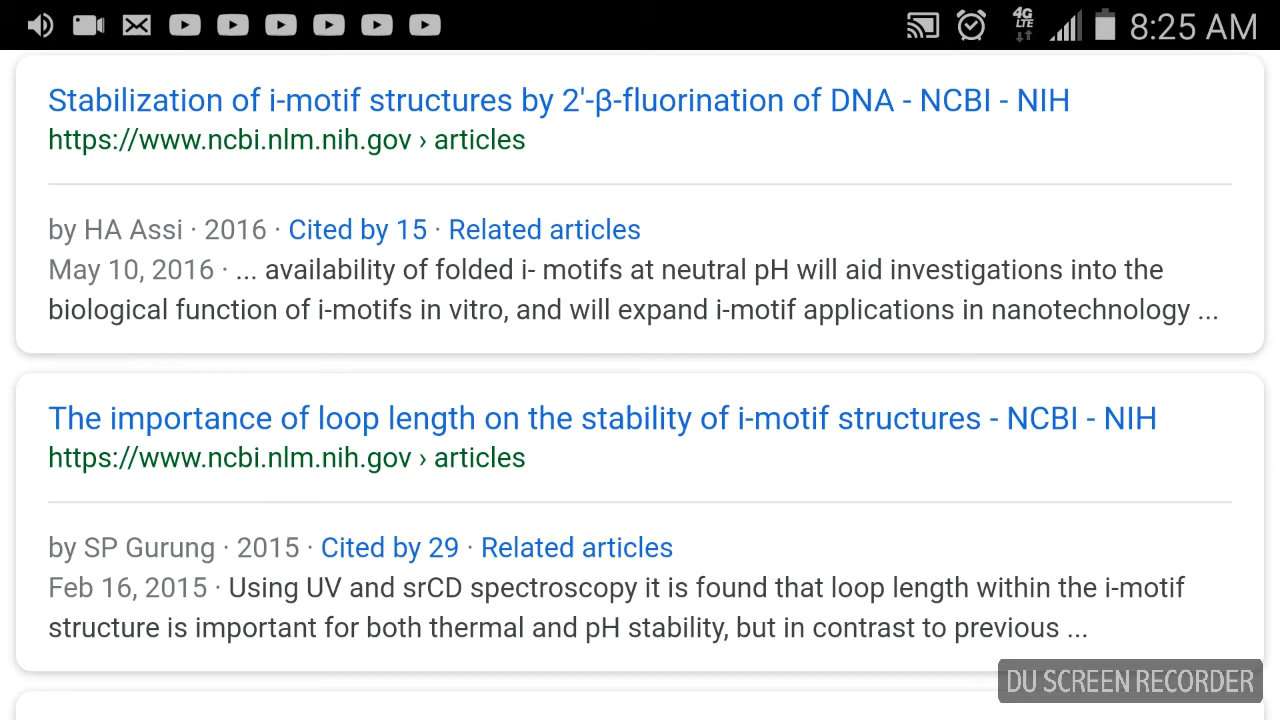 4G
LTE
8:25 AM
Stabilization of i-motif structures by 2'-β-fluorination of DNA - NCBI - NIH
https://www.ncbi.nlm.nih.gov › articles
by HA Assi · 2016 · Cited by 15 · Related articles
May 10, 2016 · ... availability of folded i- motifs at neutral pH will aid investigations into the
biological function of i-motifs in vitro, and will expand i-motif applications in nanotechnology ...
The importance of loop length on the stability of i-motif structures - NCBI - NIH
https://www.ncbi.nlm.nih.gov › articles
by SP Gurung · 2015 · Cited by 29 · Related articles
Feb 16, 2015 · Using UV and srCD spectroscopy it is found that loop length within the i-motif
structure is important for both thermal and pH stability, but in contrast to previous ...
DU SCREEN RECORDER